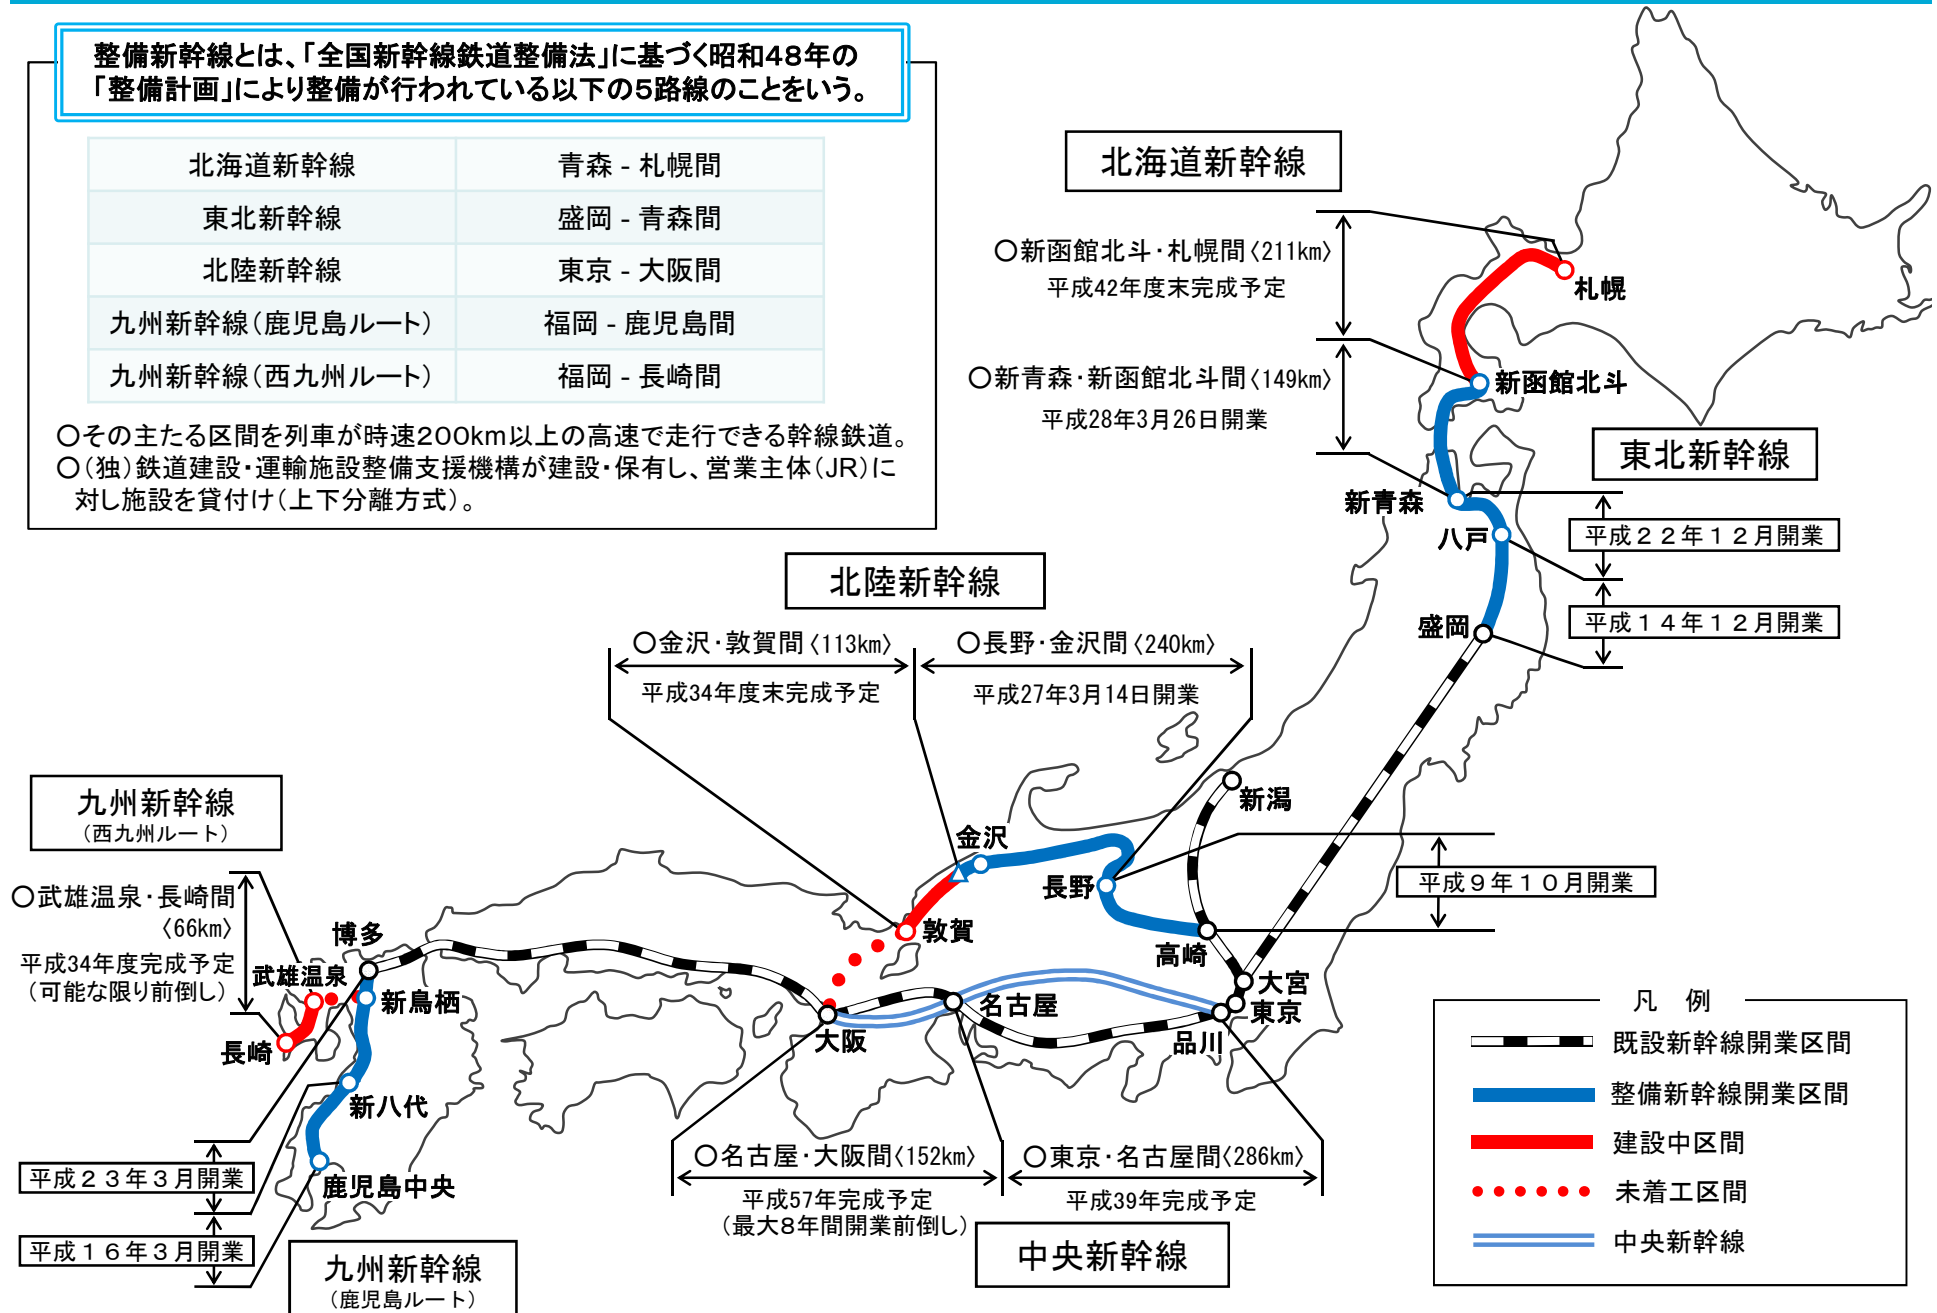 整備新幹線とは、「全国新幹線鉄道整備法」に基づく昭和48年の
「整備計画」により整備が行われている以下の5路線のことをいう。
北海道新幹線 青森 - 札幌間
東北新幹線 盛岡 - 青森間
北陸新幹線 東京 - 大阪間
九州新幹線（鹿児島ルート） 福岡 - 鹿児島間
九州新幹線（西九州ルート） 福岡 - 長崎間
○その主たる区間を列車が時速200km以上の高速で走行できる幹線鉄道。
○（独）鉄道建設・運輸施設整備支援機構が建設・保有し、営業主体（JR）に
対し施設を貸付け（上下分離方式）。
北海道新幹線
○新函館北斗・札幌間〈211km〉
平成42年度末完成予定
札幌
○新青森・新函館北斗間〈149km〉
平成28年3月26日開業
新函館北斗
東北新幹線
新青森
平成22年12月開業
八戸
平成14年12月開業
盛岡
北陸新幹線
○金沢・敦賀間〈113km〉
平成34年度末完成予定
○長野・金沢間〈240km〉
平成27年3月14日開業
新潟
金沢
長野
平成9年10月開業
敦賀
高崎
大宮
東京
品川
名古屋
大阪
九州新幹線
（西九州ルート）
○武雄温泉・長崎間
〈66km〉
平成34年度完成予定
（可能な限り前倒し）
博多
武雄温泉
新鳥栖
長崎
新八代
鹿児島中央
平成23年3月開業
平成16年3月開業
九州新幹線
（鹿児島ルート）
○名古屋・大阪間〈152km〉
平成57年完成予定
（最大8年間開業前倒し）
○東京・名古屋間〈286km〉
平成39年完成予定
中央新幹線
凡 例
既設新幹線開業区間
整備新幹線開業区間
建設中区間
未着工区間
中央新幹線